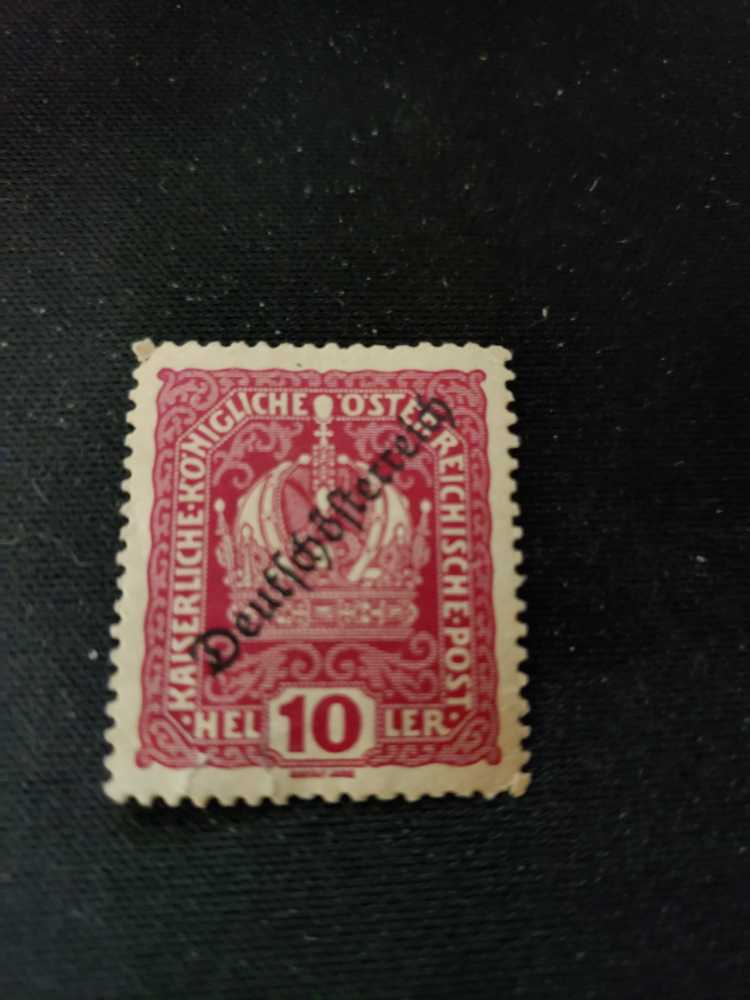 KAISERLICHE·KÖNIGLICHE ÖSTERREICHISCHE·POST·
Deutschösterreich
·HEL 10 LER·